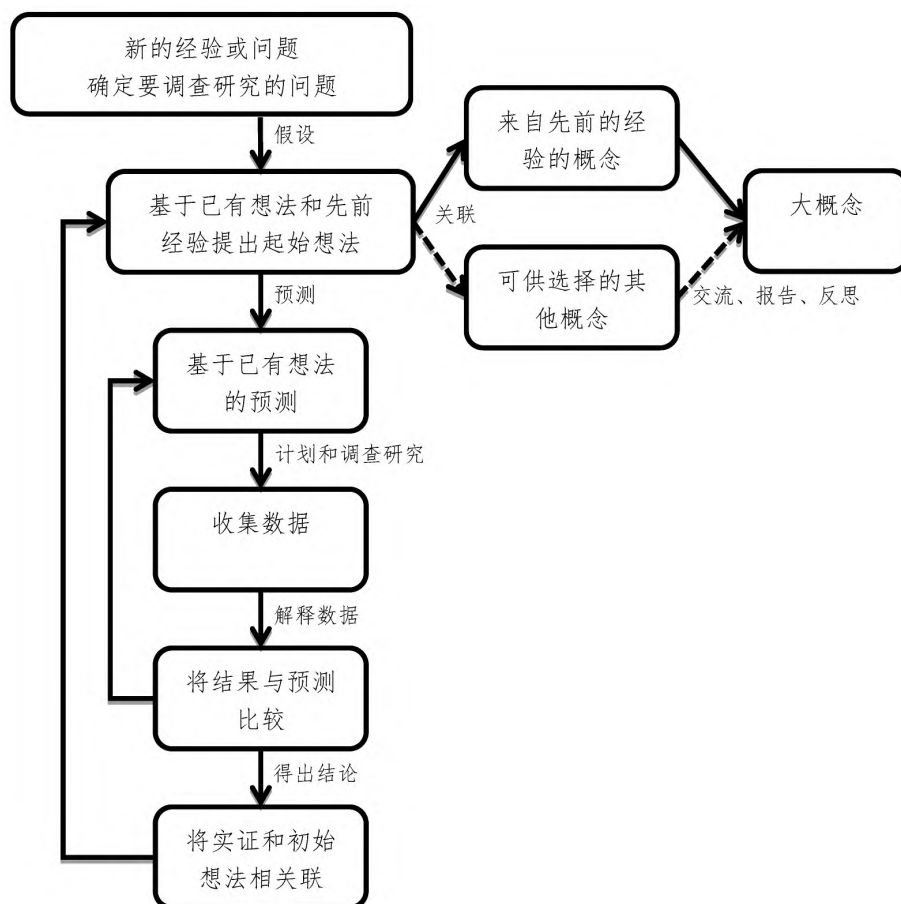 新的经验或问题
确定要调查研究的问题
假设
基于已有想法和先前
经验提出起始想法
关联
来自先前的经
验的概念
可供选择的其
他概念
大概念
交流、报告、反思
预测
基于已有想法
的预测
计划和调查研究
收集数据
解释数据
将结果与预测
比较
得出结论
将实证和初始
想法相关联